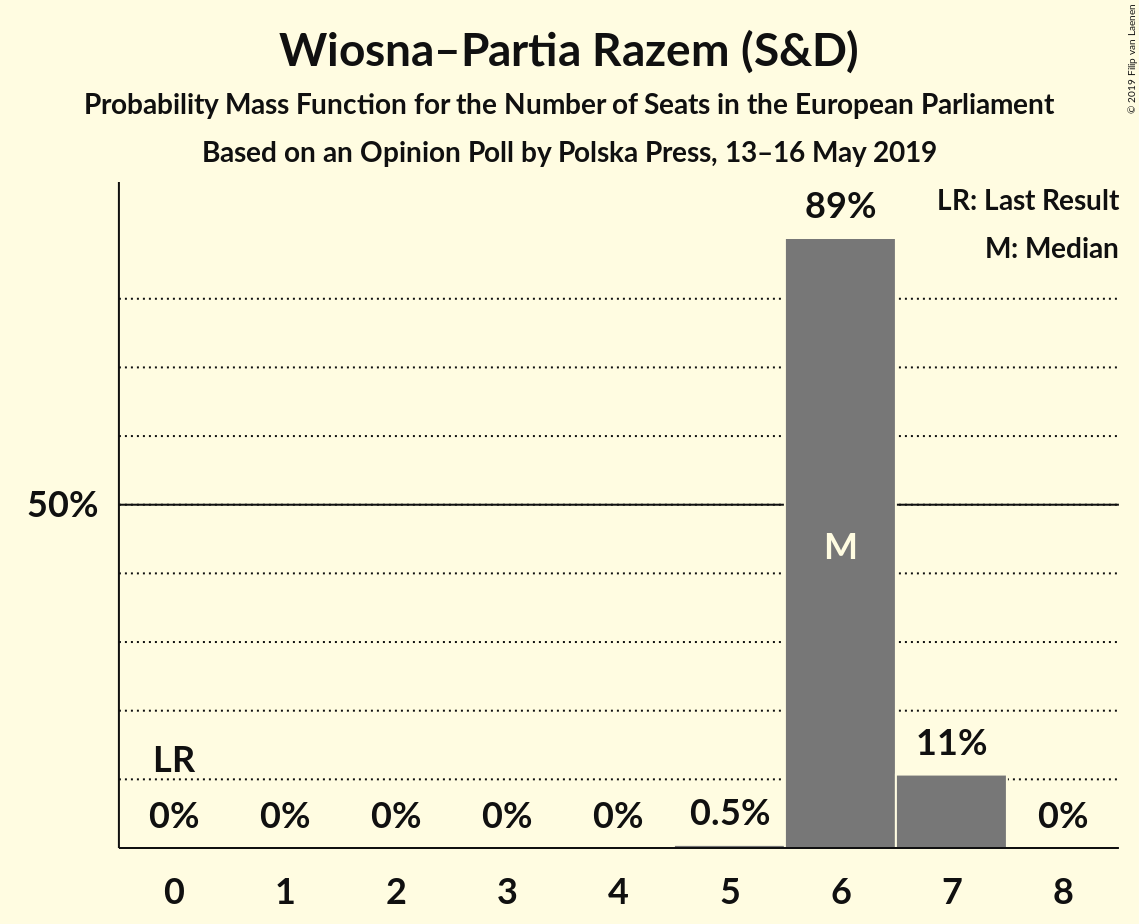 Wiosna–Partia Razem (S&D)
Probability Mass Function for the Number of Seats in the European Parliament
Based on an Opinion Poll by Polska Press, 13–16 May 2019
© 2019 Filip van Laenen
LR: Last Result
M: Median
89%
50%
M
LR
11%
0% 0% 0% 0% 0% 0.5% 0%
0 1 2 3 4 5 6 7 8